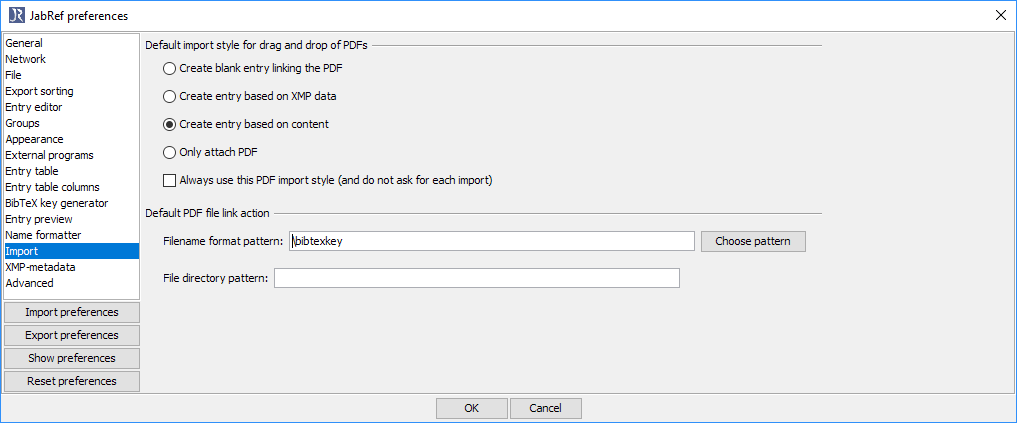 JabRef preferences
General
Network
File
Export sorting
Entry editor
Groups
Appearance
External programs
Entry table
Entry table columns
BibTeX key generator
Entry preview
Name formatter
Import
XMP-metadata
Advanced
Import preferences
Export preferences
Show preferences
Reset preferences
Default import style for drag and drop of PDFs
Create blank entry linking the PDF
Create entry based on XMP data
Create entry based on content
Only attach PDF
Always use this PDF import style (and do not ask for each import)
Default PDF file link action
Filename format pattern: \bibtexkey Choose pattern
File directory pattern:
OK Cancel